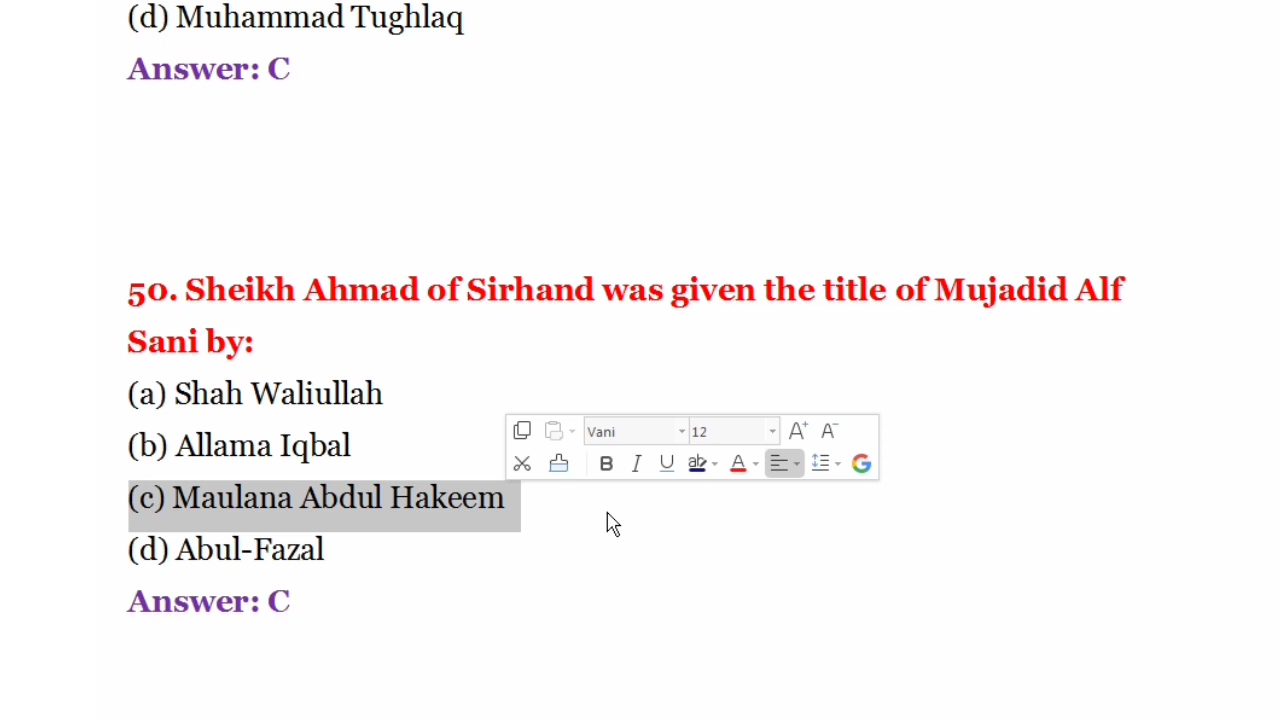 (d) Muhammad Tughlaq
Answer: C
50. Sheikh Ahmad of Sirhand was given the title of Mujadid Alf
Sani by:
(a) Shah Waliullah
(b) Allama Iqbal
Vani 12 A+ A-
B I U ab A G
(c) Maulana Abdul Hakeem
(d) Abul-Fazal
Answer: C